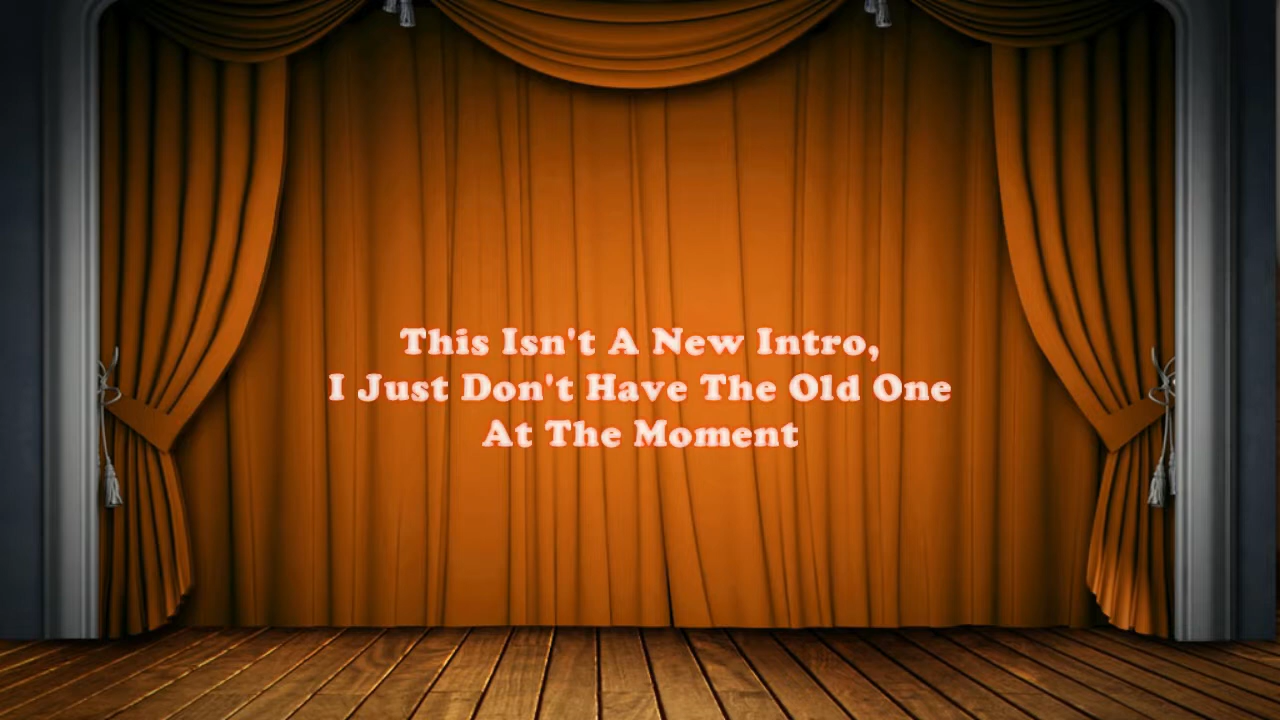 This Isn't A New Intro,
I Just Don't Have The Old One
At The Moment